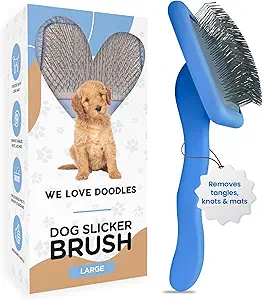 WE LOVE DOODLES
DOG SLICKER
BRUSH
LARGE
Removes
tangles,
knots & mats